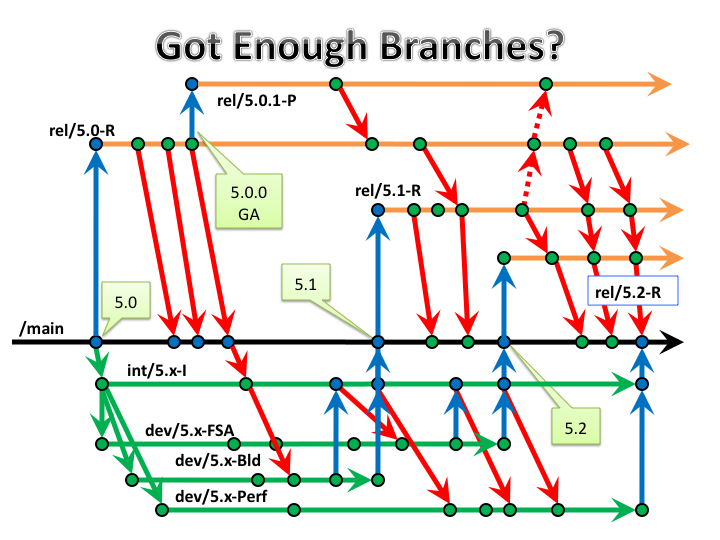 Got Enough Branches?
rel/5.0.1-P
rel/5.0-R
5.0.0
GA
rel/5.1-R
5.1
5.0
rel/5.2-R
/main
int/5.x-I
5.2
dev/5.x-FSA
dev/5.x-Bld
dev/5.x-Perf